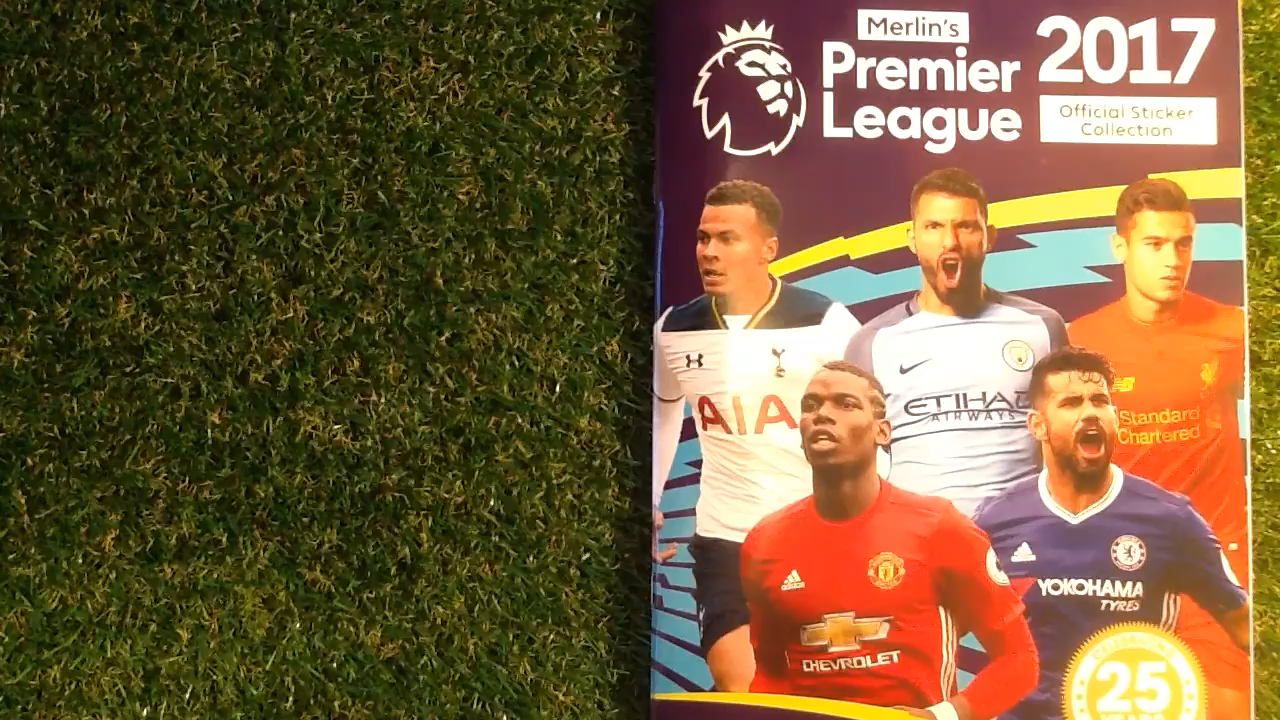 Merlin's
Premier
League
2017
Official Sticker
Collection
AIA
ETIHAD
AIRWAYS
Standard
Chartered
adidas
CHEVROLET
YOKOHAMA
TYRES
25